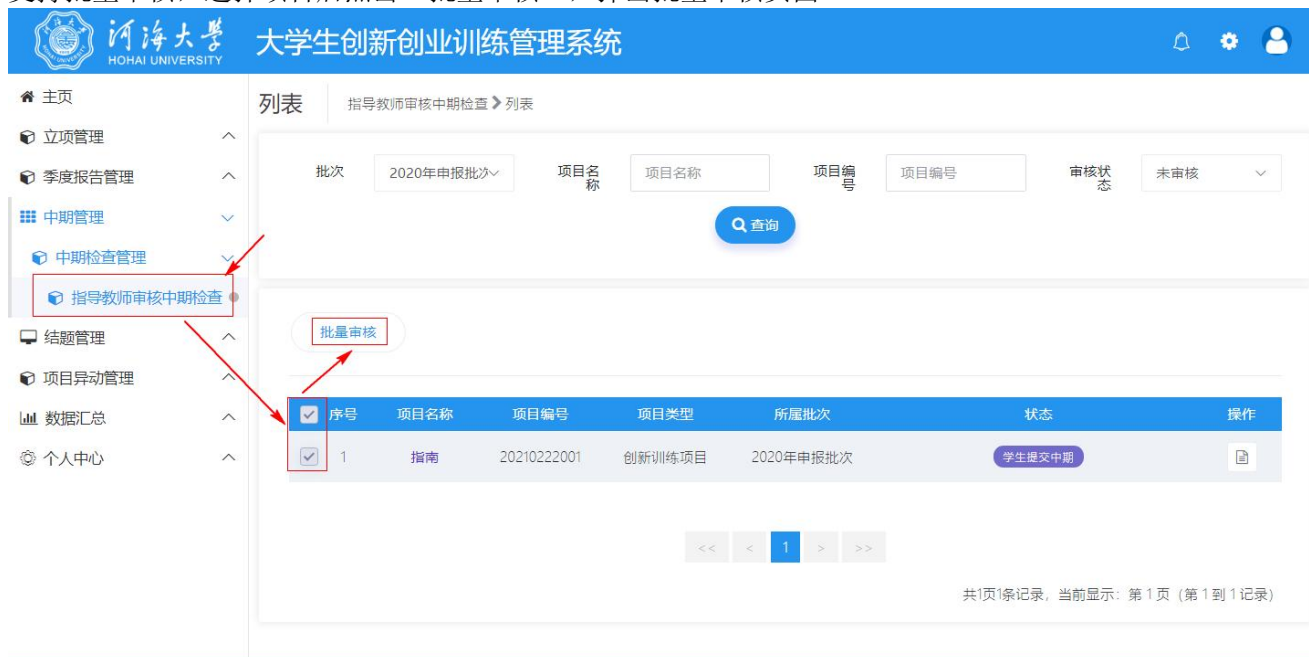 河海大学
HOHAI UNIVERSITY
大学生创新创业训练管理系统
主页
立项管理
季度报告管理
中期管理
中期检查管理
指导教师审核中期检查
结题管理
项目异动管理
数据汇总
个人中心
列表 指导教师审核中期检查 列表
批次 2020年申报批次 项目名称 项目名称 项目编号 项目编号 审核状态 未审核
查询
批量审核
序号 项目名称 项目编号 项目类型 所属批次 状态 操作
1 指南 20210222001 创新训练项目 2020年申报批次 学生提交中期
<< < 1 > >>
共1页1条记录, 当前显示: 第 1 页 (第 1 到 1 记录)